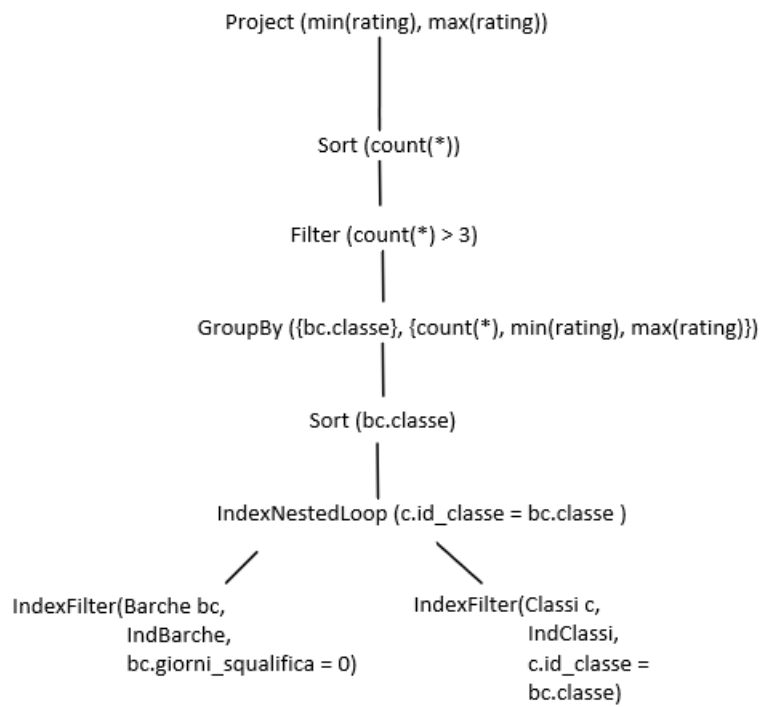 Project (min(rating), max(rating))
Sort (count(*))
Filter (count(*) > 3)
GroupBy ({bc.classe}, {count(*), min(rating), max(rating)})
Sort (bc.classe)
IndexNestedLoop (c.id_classe = bc.classe )
IndexFilter(Barche bc,
IndBarche,
bc.giorni_squalifica = 0)
IndexFilter(Classi c,
IndClassi,
c.id_classe =
bc.classe)